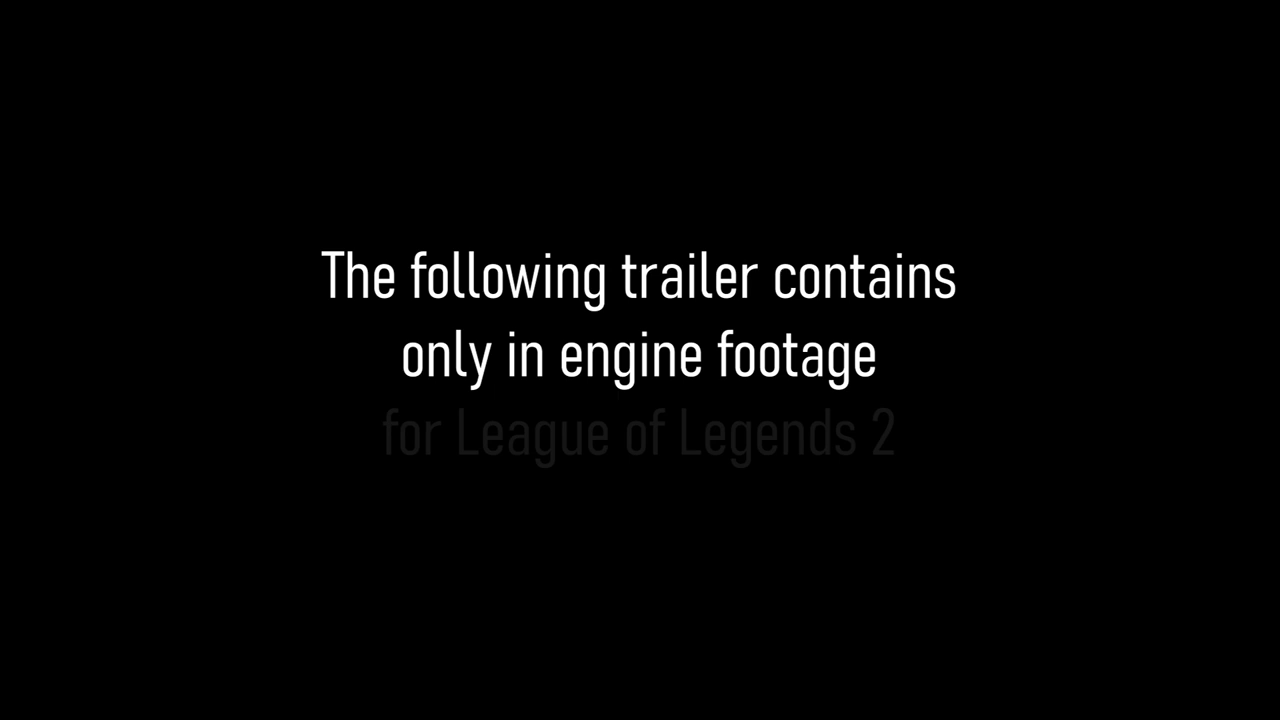 The following trailer contains
only in engine footage
for League of Legends 2